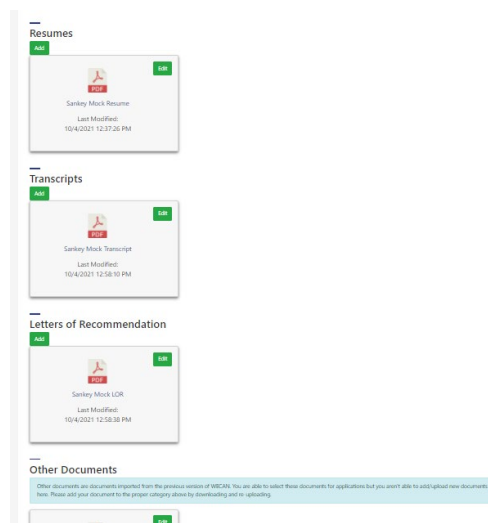 Resumes
Add
Edit
PDF
Sankey Mock Resume
Last Modified:
10/4/2021 12:37:26 PM
Transcripts
Add
Edit
PDF
Sankey Mock Transcript
Last Modified:
10/4/2021 12:58:10 PM
Letters of Recommendation
Add
Edit
PDF
Sankey Mock LOR
Last Modified:
10/4/2021 12:58:38 PM
Other Documents
Other documents are documents imported from the previous version of WBCAN. You are able to select these documents for applications but you aren't able to add/upload new documents
here. Please add your document to the proper category above by downloading and re-uploading.
Edit